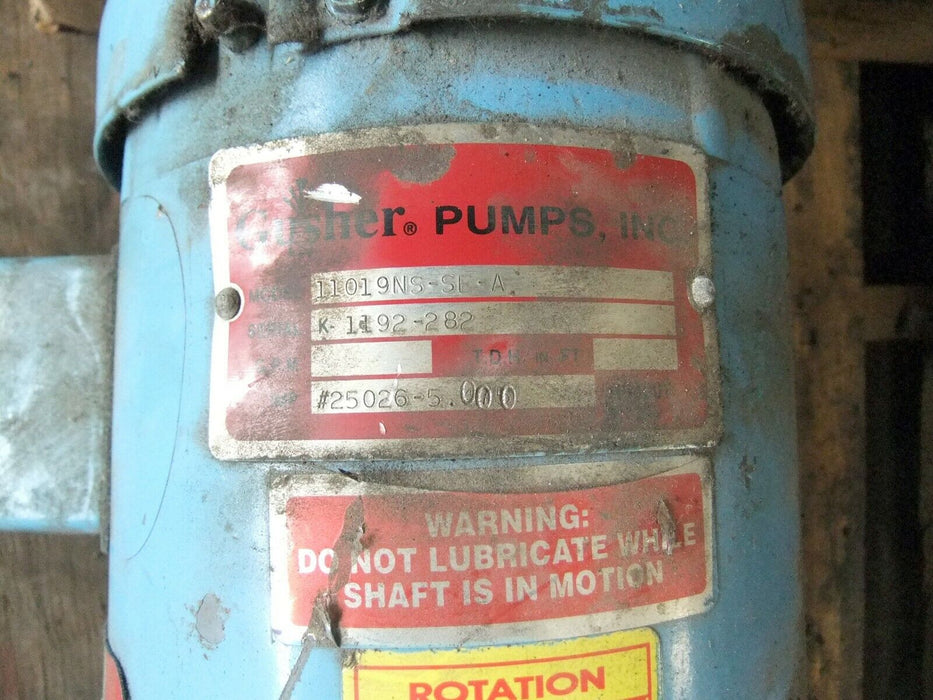 Gusher® PUMPS, INC.
11019NS-SE-A
SERIAL K-1192-282
T.D.H. IN FT
#25026-5.000
WARNING:
DO NOT LUBRICATE WHILE
SHAFT IS IN MOTION
ROTATION